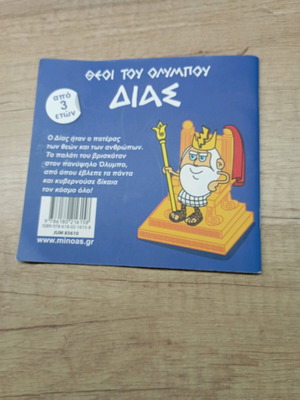 ΘΕΟΙ ΤΟΥ ΟΛΥΜΠΟΥ
ΔΙΑΣ
από
3
ετών
Ο Δίας ήταν ο πατέρας
των θεών και των ανθρώπων.
Το παλάτι του βρισκόταν
στον πανύψηλο Όλυμπο,
από όπου έβλεπε τα πάντα
και κυβερνούσε δίκαια
τον κόσμο όλο!
www.minoas.gr